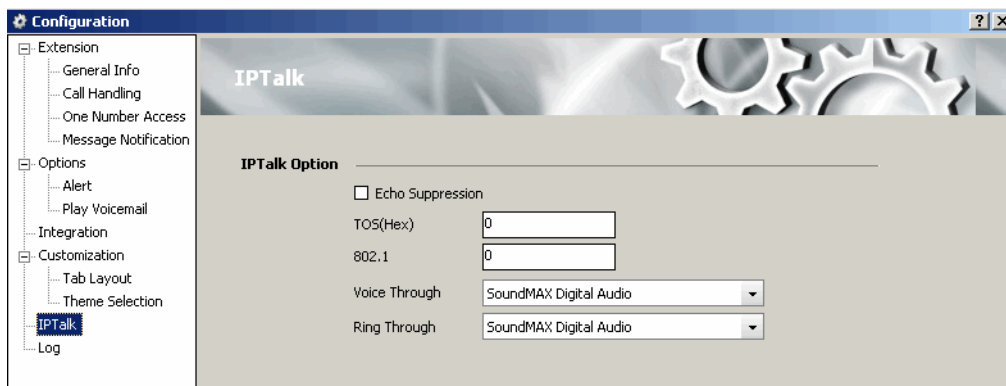 Configuration
Extension
General Info
Call Handling
One Number Access
Message Notification
Options
Alert
Play Voicemail
Integration
Customization
Tab Layout
Theme Selection
IPTalk
Log
IPTalk
IPTalk Option
Echo Suppression
TOS(Hex) 0
802.1 0
Voice Through SoundMAX Digital Audio
Ring Through SoundMAX Digital Audio